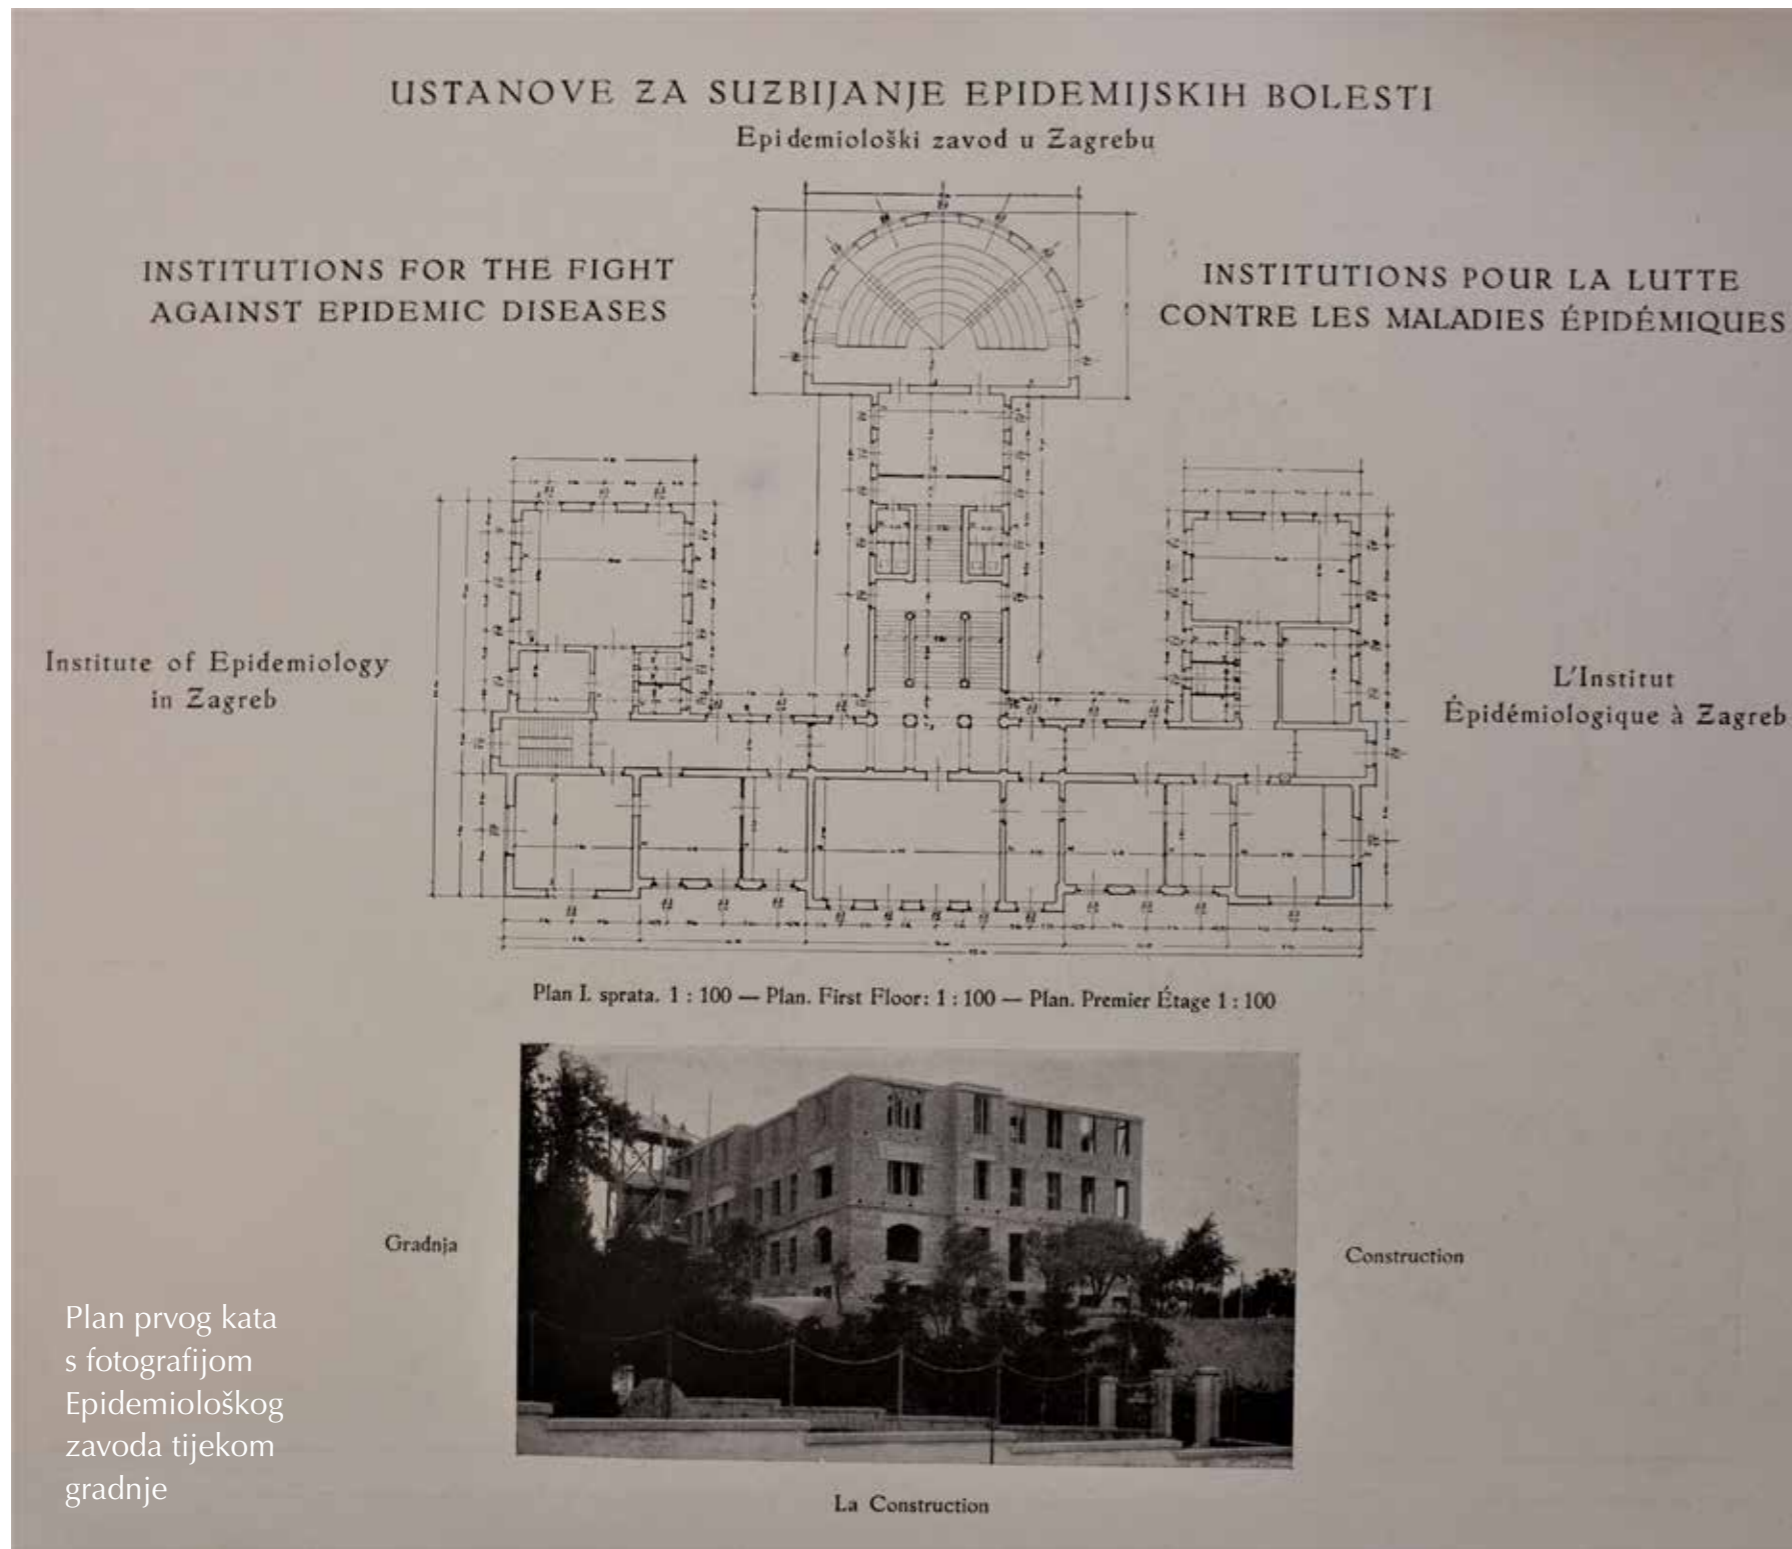 USTANOVE ZA SUZBIJANJE EPIDEMIJSKIH BOLESTI
Epidemiološki zavod u Zagrebu
INSTITUTIONS FOR THE FIGHT
AGAINST EPIDEMIC DISEASES
INSTITUTIONS POUR LA LUTTE
CONTRE LES MALADIES ÉPIDÉMIQUES
Institute of Epidemiology
in Zagreb
L'Institut
Épidémiologique à Zagreb
Plan I. sprata. 1 : 100 — Plan. First Floor: 1 : 100 — Plan. Premier Étage 1 : 100
Gradnja
Construction
La Construction
Plan prvog kata
s fotografijom
Epidemiološkog
zavoda tijekom
gradnje